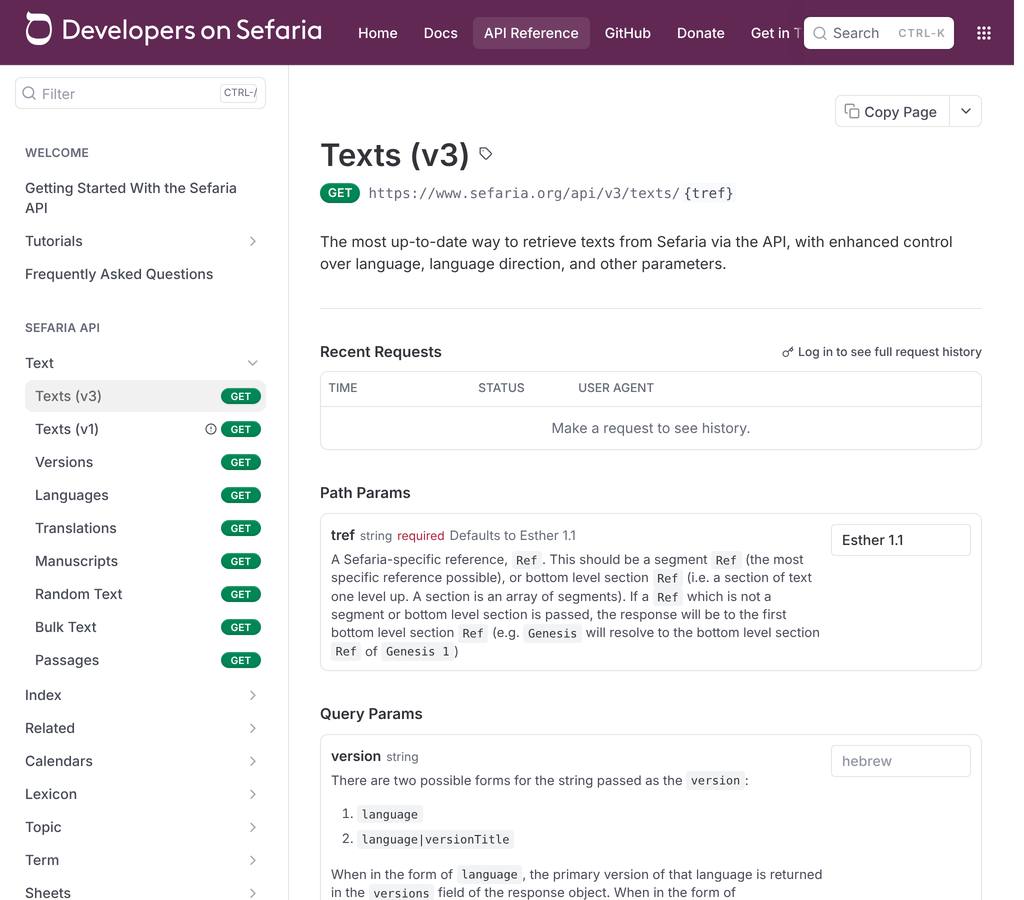 Developers on Sefaria
Home Docs API Reference GitHub Donate Get in T Search CTRL-K
Filter CTRL-/
WELCOME
Getting Started With the Sefaria
API
Tutorials
Frequently Asked Questions
SEFARIA API
Text
Texts (v3) GET
Texts (v1) GET
Versions GET
Languages GET
Translations GET
Manuscripts GET
Random Text GET
Bulk Text GET
Passages GET
Index
Related
Calendars
Lexicon
Topic
Term
Sheets
Copy Page
Texts (v3)
GET https://www.sefaria.org/api/v3/texts/{tref}
The most up-to-date way to retrieve texts from Sefaria via the API, with enhanced control
over language, language direction, and other parameters.
Recent Requests Log in to see full request history
TIME STATUS USER AGENT
Make a request to see history.
Path Params
tref string required Defaults to Esther 1.1 Esther 1.1
A Sefaria-specific reference, Ref. This should be a segment Ref (the most
specific reference possible), or bottom level section Ref (i.e. a section of text
one level up. A section is an array of segments). If a Ref which is not a
segment or bottom level section is passed, the response will be to the first
bottom level section Ref (e.g. Genesis will resolve to the bottom level section
Ref of Genesis 1)
Query Params
version string hebrew
There are two possible forms for the string passed as the version:
1. language
2. language|versionTitle
When in the form of language, the primary version of that language is returned
in the versions field of the response object. When in the form of